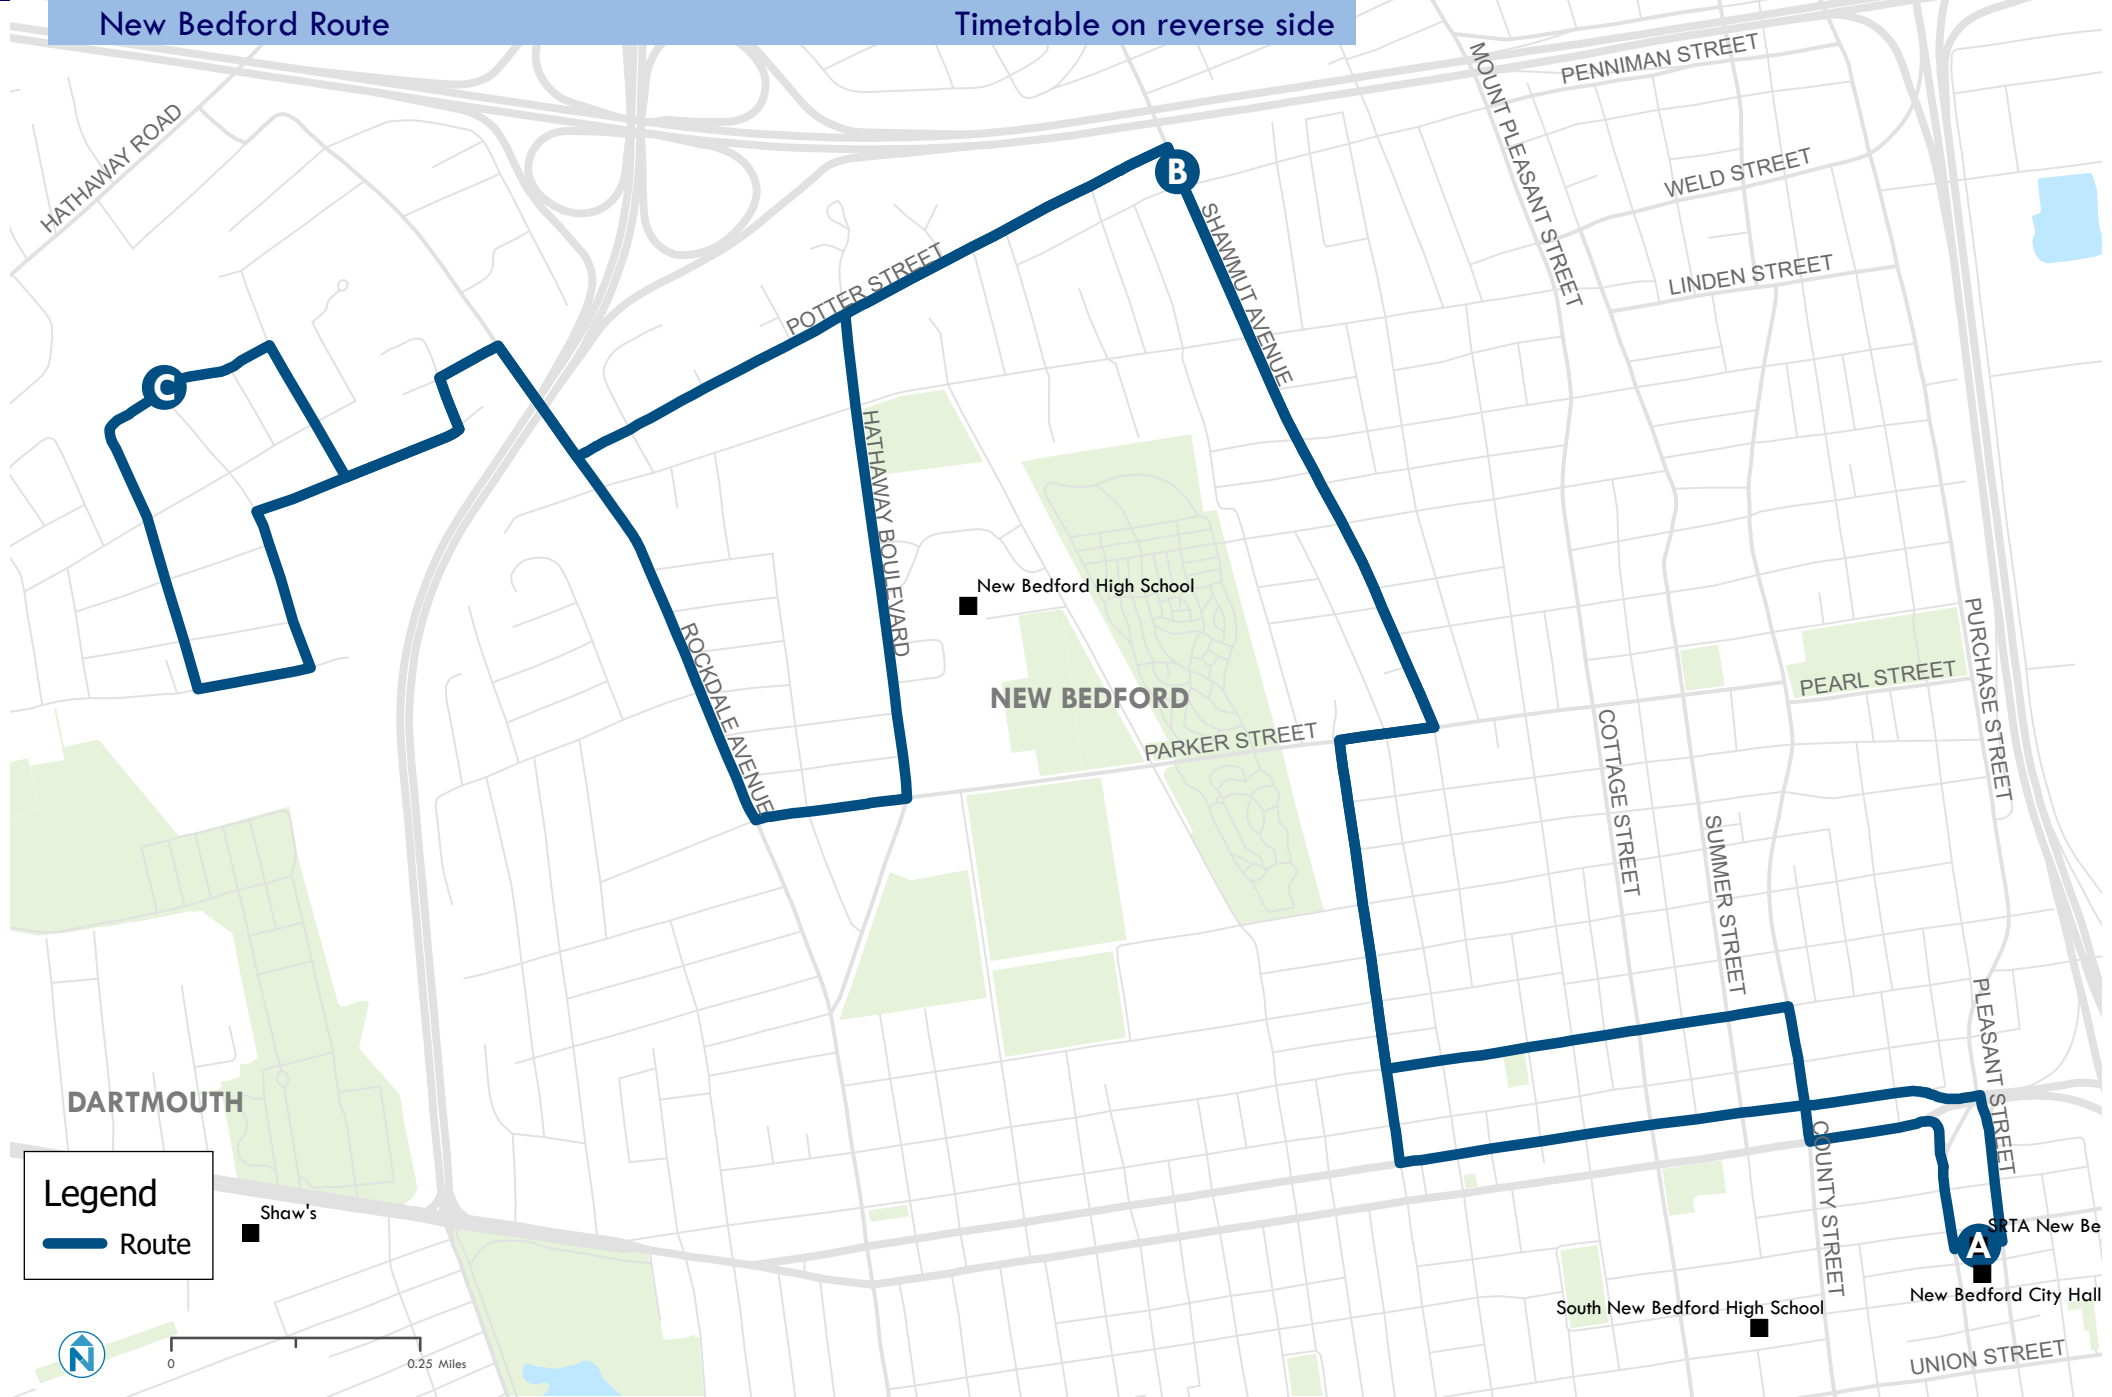 New Bedford Route
Timetable on reverse side
PENNIMAN STREET
MOUNT PLEASANT STREET
HATHAWAY ROAD
WELD STREET
B
SHAWMUT AVENUE
LINDEN STREET
POTTER STREET
C
HATHAWAY BOULEVARD
New Bedford High School
PURCHASE STREET
ROCKDALE AVENUE
NEW BEDFORD
PEARL STREET
PARKER STREET
COTTAGE STREET
SUMMER STREET
PLEASANT STREET
DARTMOUTH
COUNTY STREET
Legend
Route
Shaw's
SRTA New Be
A
New Bedford City Hall
South New Bedford High School
UNION STREET
N
0
0.25 Miles